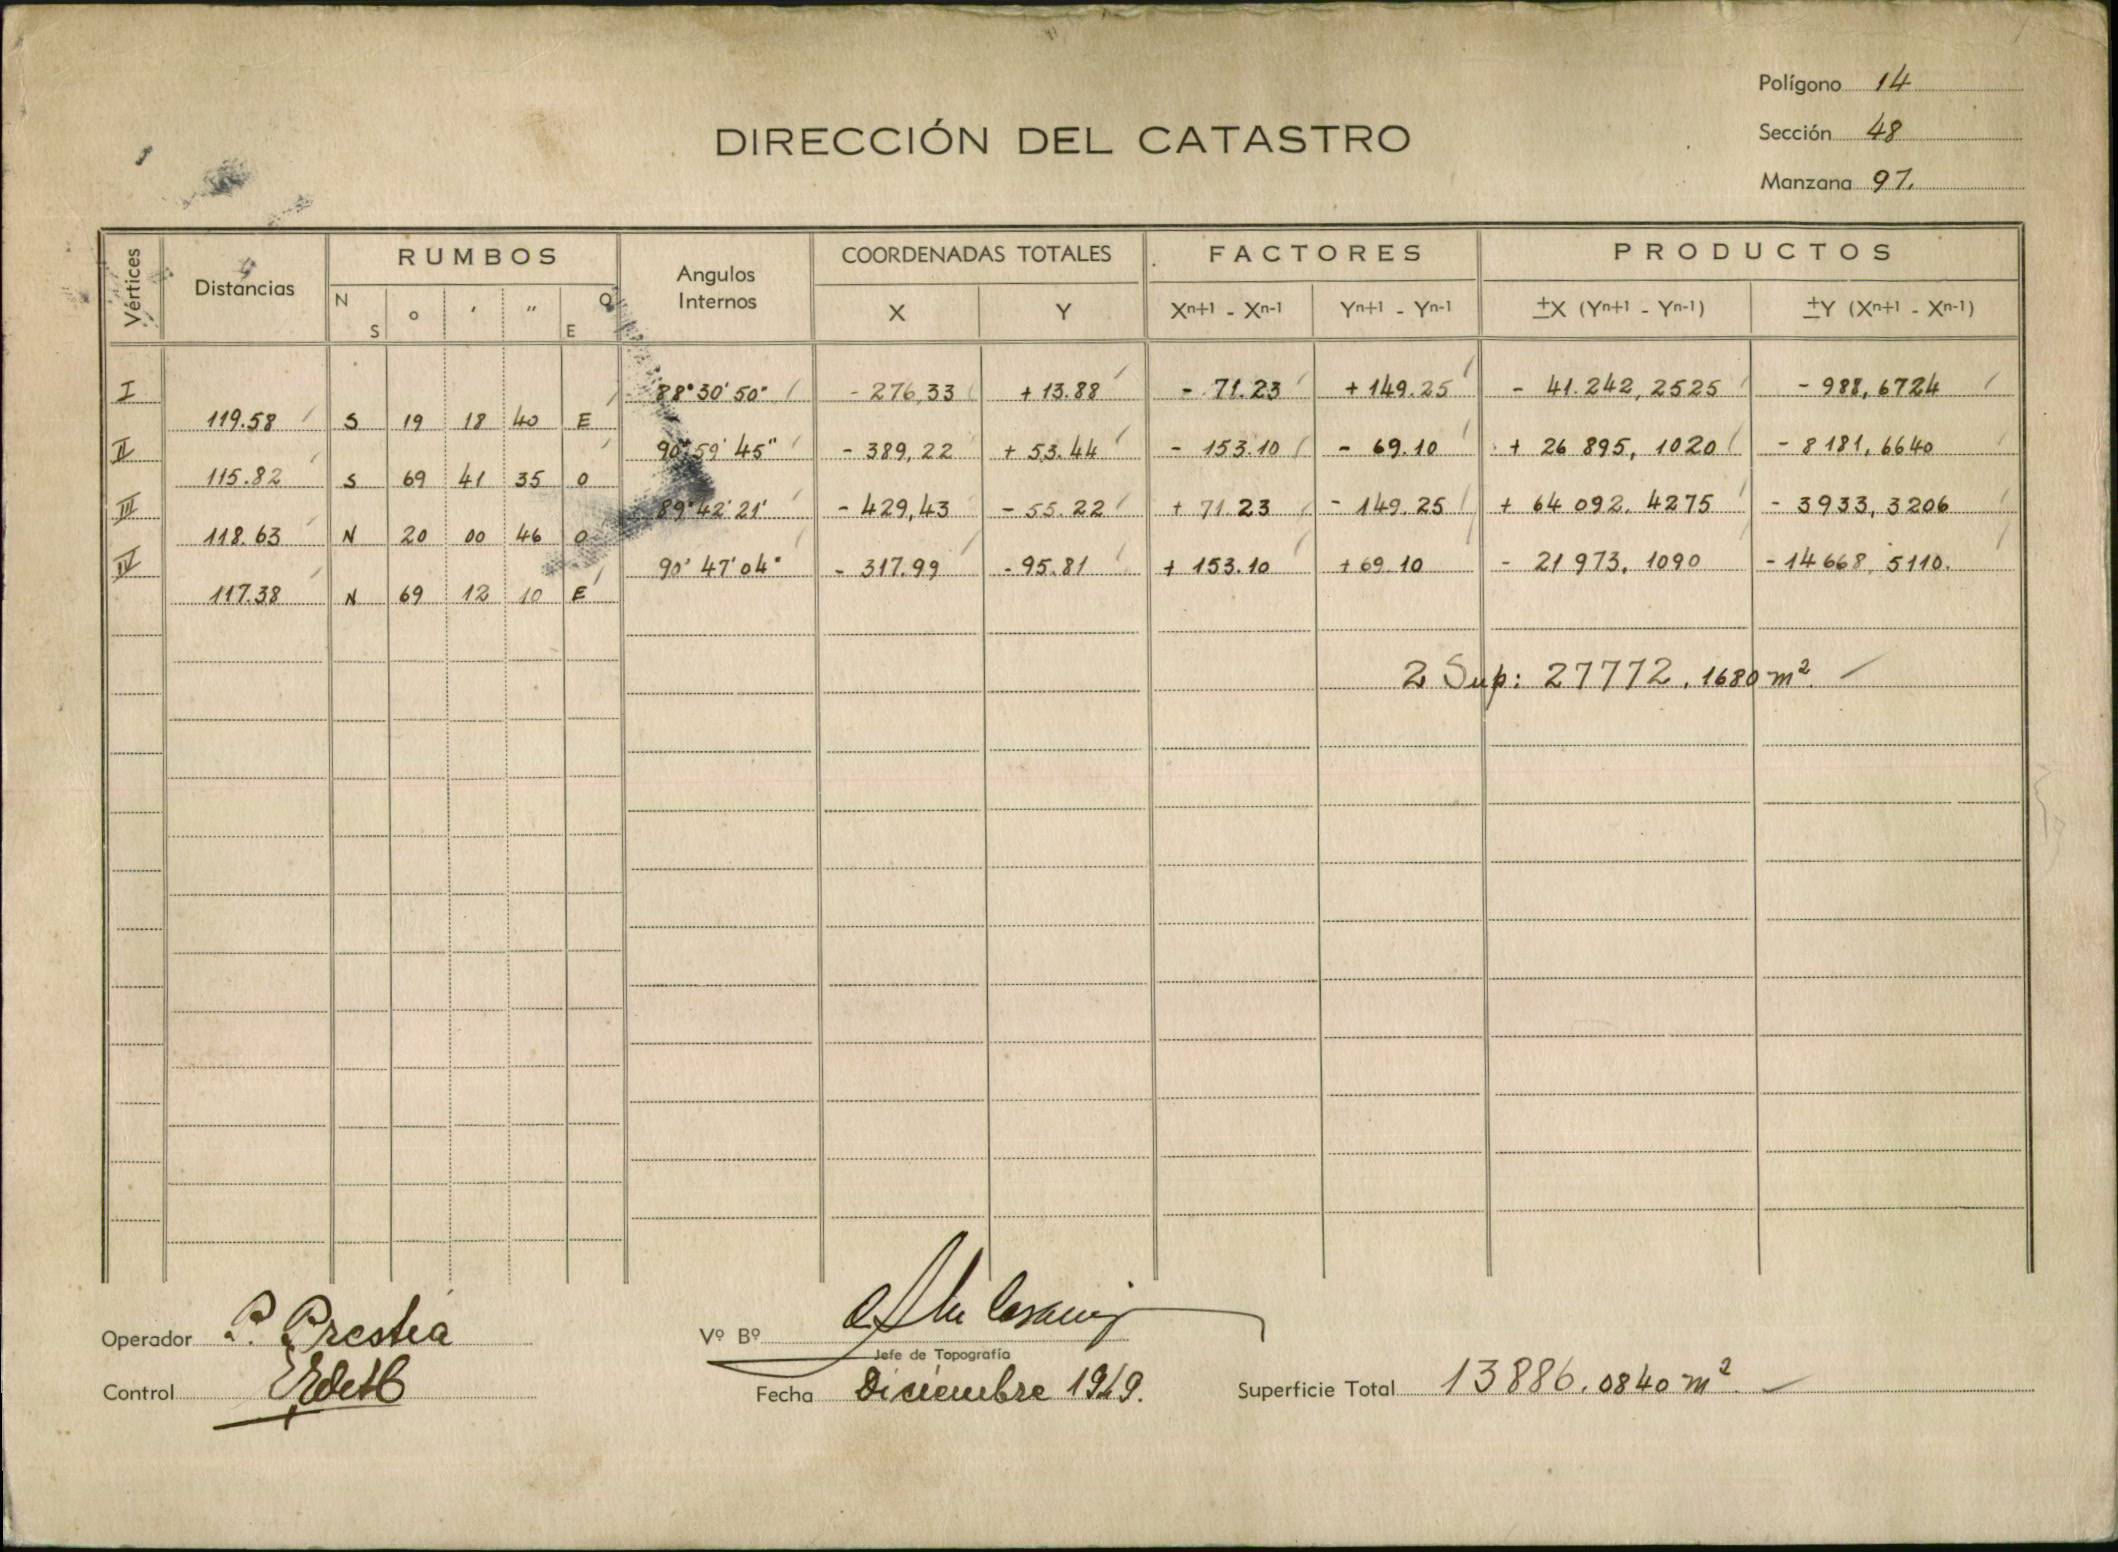 Polígono 14
DIRECCIÓN DEL CATASTRO
Sección 48
Manzana 97.
Vértices Distancias RUMBOS Angulos Internos COORDENADAS TOTALES FACTORES PRODUCTOS
N S o ′ ″ O E X Y Xn+1 - Xn-1 Yn+1 - Yn-1 ±X (Yn+1 - Yn-1) ±Y (Xn+1 - Xn-1)
I 88°30'50" - 276,33 + 13.88 - 71.23 + 149.25 - 41.242,2525 - 988,6724
119.58 S 19 18 40 E
II 90°59'45" - 389,22 + 53.44 - 153.10 - 69.10 + 26 895, 1020 - 8 181, 6640
115.82 S 69 41 35 O
III 89°42'21' - 429,43 - 55.22 + 71.23 - 149.25 + 64 092. 4275 - 3933, 3206
118.63 N 20 00 46 O
IV 90° 47' 04" - 317.99 - 95.81 + 153.10 + 69.10 - 21 973, 1090 - 14 668, 5110.
117.38 N 69 12 10 E
2 Sup: 27772, 1680 m².
Operador P. Prestia
Vº Bº
Jefe de Topografía
Control
Fecha Diciembre 1949.
Superficie Total 13886.0840 m².